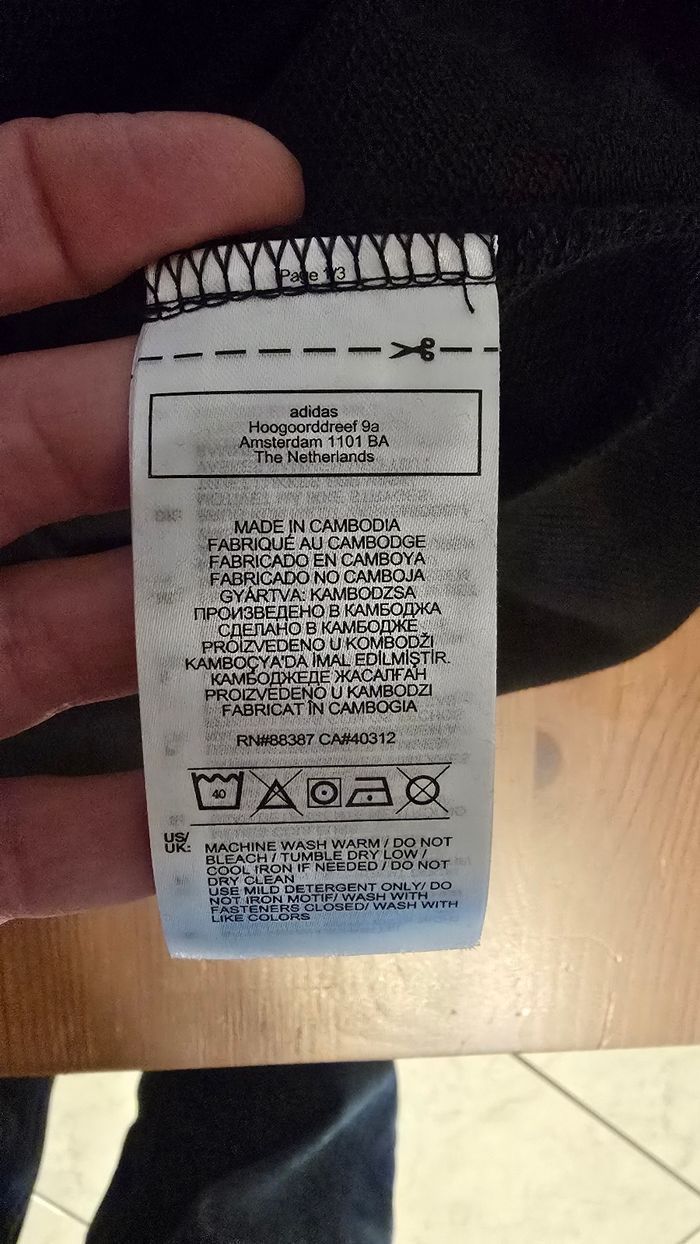 Page 1/3
adidas
Hoogoorddreef 9a
Amsterdam 1101 BA
The Netherlands
MADE IN CAMBODIA
FABRIQUÉ AU CAMBODGE
FABRICADO EN CAMBOYA
FABRICADO NO CAMBOJA
GYÁRTVA: KAMBODZSA
ПРОИЗВЕДЕНО В КАМБОДЖА
СДЕЛАНО В КАМБОДЖЕ
PROIZVEDENO U KOMBODŽI
KAMBOÇYA'DA İMAL EDİLMİŞTİR.
КАМБОДЖЕДЕ ЖАСАЛҒАН
PROIZVEDENO U KAMBODZI
FABRICAT ÎN CAMBOGIA
RN#88387 CA#40312
40
US/
UK: MACHINE WASH WARM / DO NOT
BLEACH / TUMBLE DRY LOW /
COOL IRON IF NEEDED / DO NOT
DRY CLEAN
USE MILD DETERGENT ONLY/ DO
NOT IRON MOTIF/ WASH WITH
FASTENERS CLOSED/ WASH WITH
LIKE COLORS